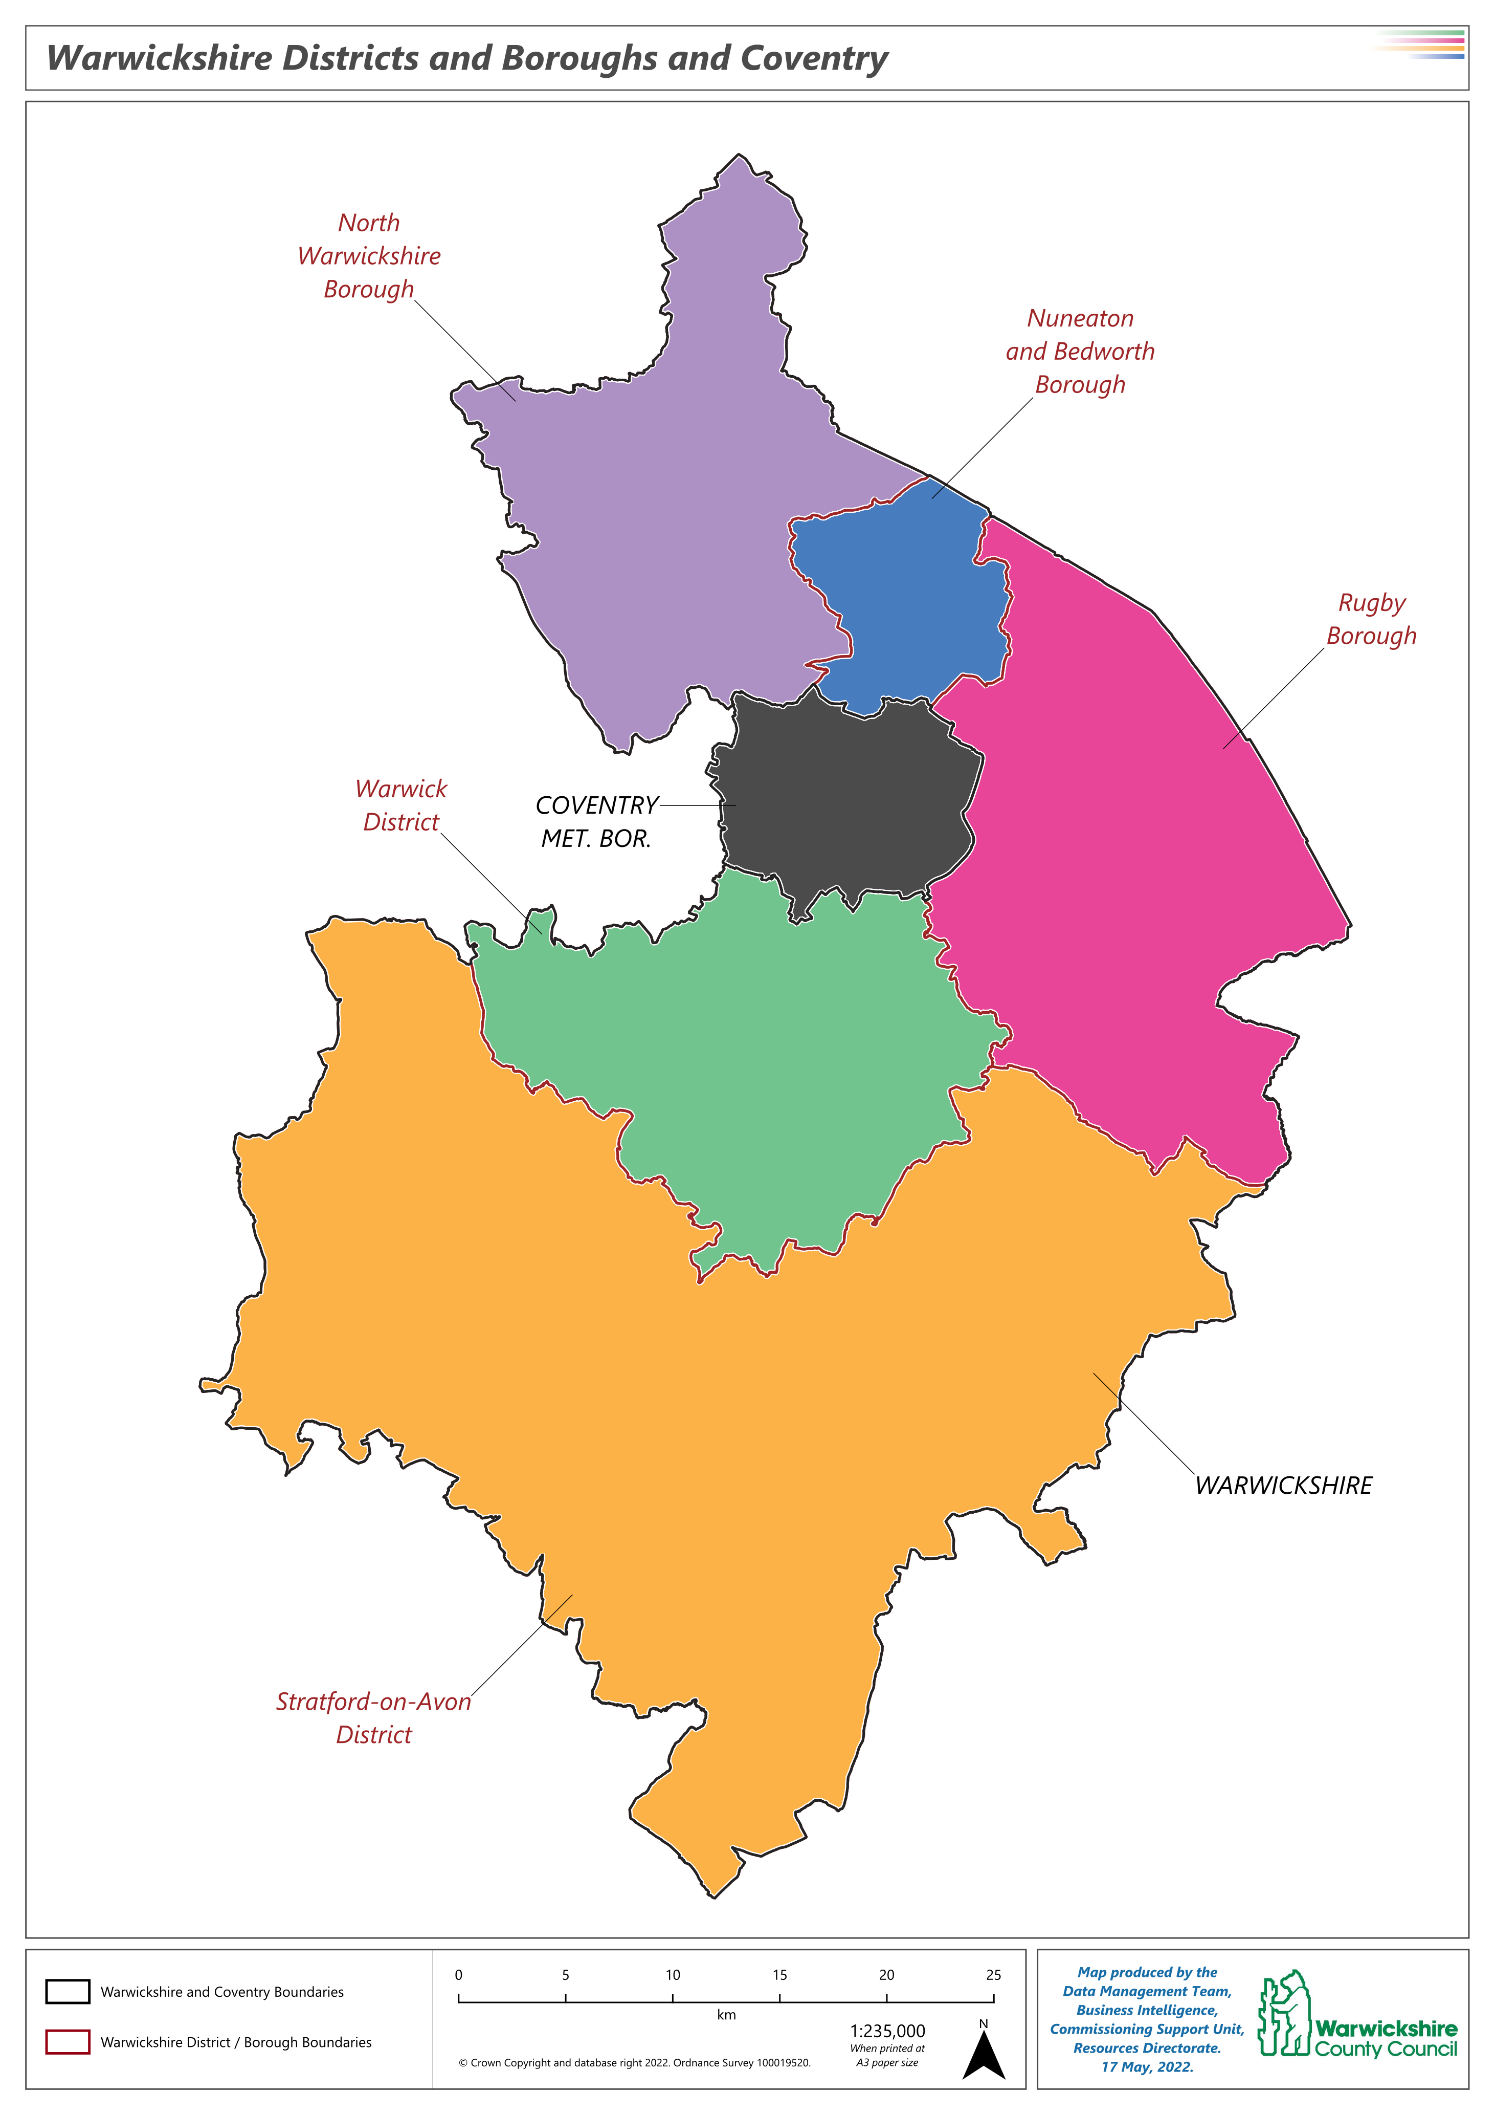 Warwickshire Districts and Boroughs and Coventry
North
Warwickshire
Borough
Nuneaton
and Bedworth
Borough
Rugby
Borough
Warwick
District
COVENTRY
MET. BOR.
WARWICKSHIRE
Stratford-on-Avon
District
Warwickshire and Coventry Boundaries
Warwickshire District / Borough Boundaries
0 5 10 15 20 25
km
1:235,000
When printed at
A3 paper size
N
© Crown Copyright and database right 2022. Ordnance Survey 100019520.
Map produced by the
Data Management Team,
Business Intelligence,
Commissioning Support Unit,
Resources Directorate.
17 May, 2022.
Warwickshire
County Council